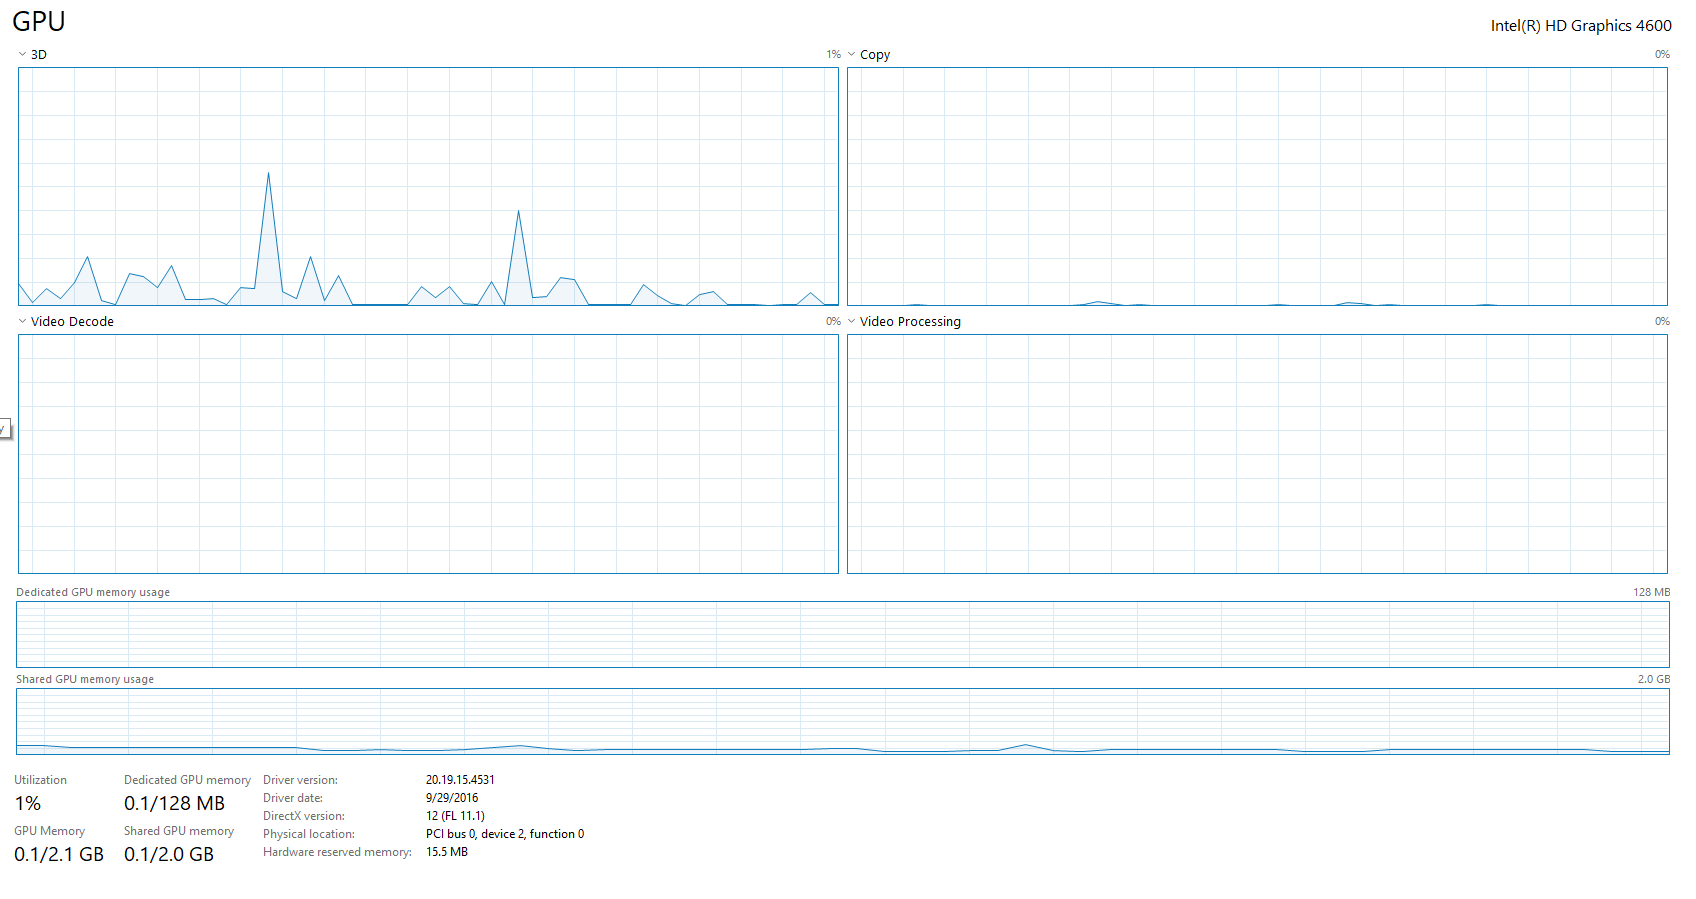 GPU
Intel(R) HD Graphics 4600
3D 1%
Copy 0%
Video Decode 0%
Video Processing 0%
Dedicated GPU memory usage 128 MB
Shared GPU memory usage 2.0 GB
Utilization
1%
Dedicated GPU memory
0.1/128 MB
GPU Memory
0.1/2.1 GB
Shared GPU memory
0.1/2.0 GB
Driver version: 20.19.15.4531
Driver date: 9/29/2016
DirectX version: 12 (FL 11.1)
Physical location: PCI bus 0, device 2, function 0
Hardware reserved memory: 15.5 MB